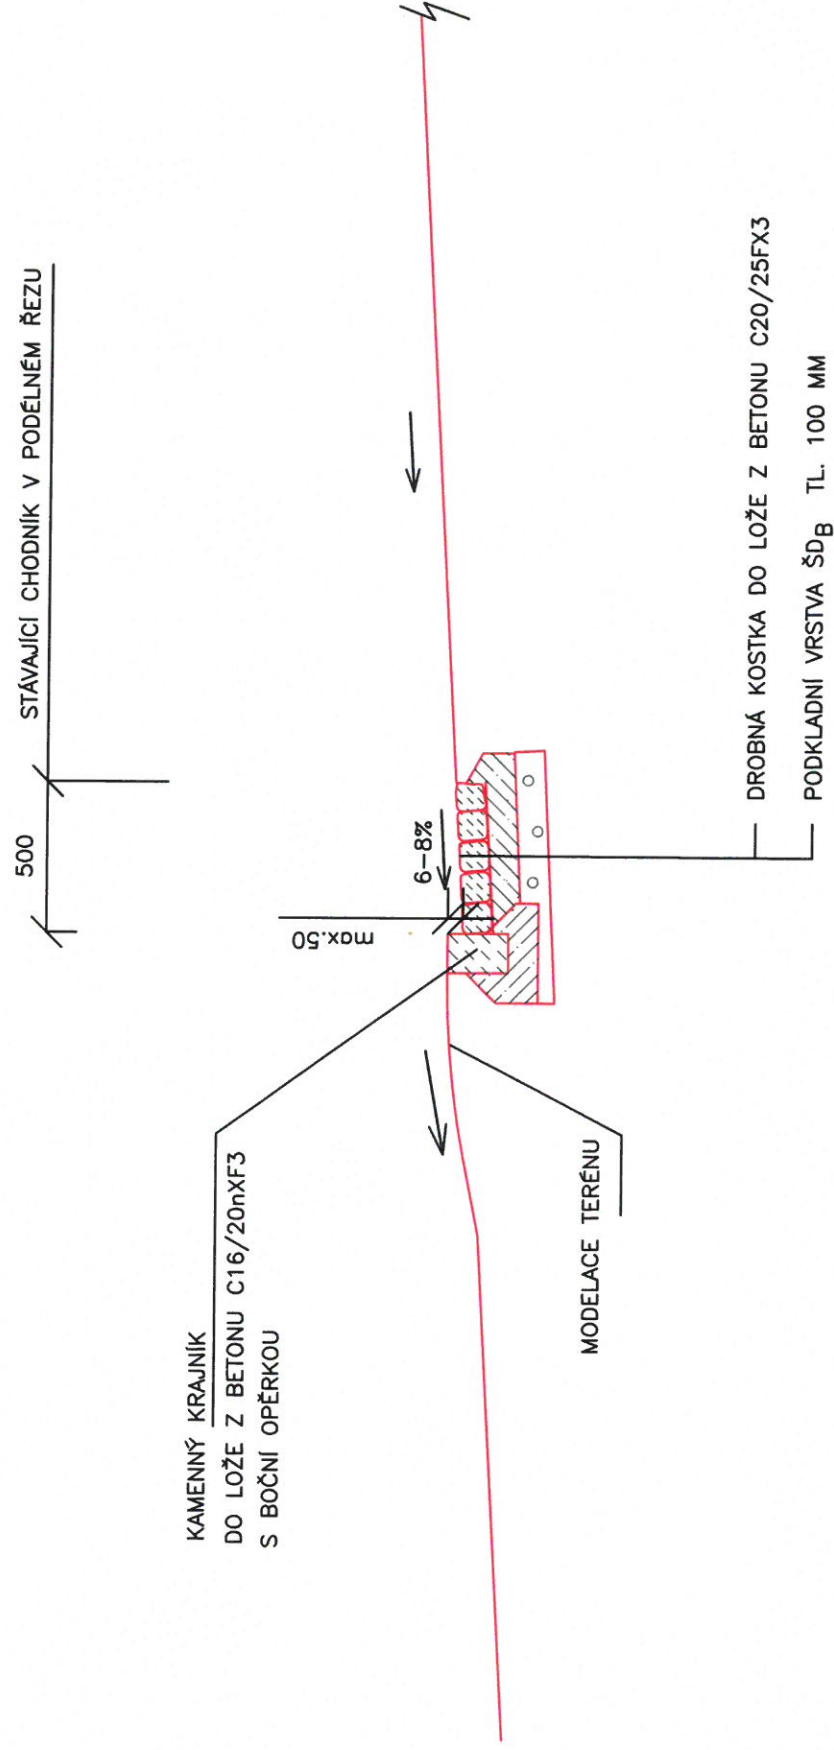 STÁVAJÍCÍ CHODNÍK V PODÉLNÉM ŘEZU
500
6-8%
max.50
KAMENNÝ KRAJNÍK
DO LOŽE Z BETONU C16/20nXF3
S BOČNÍ OPĚRKOU
MODELACE TERÉNU
DROBNÁ KOSTKA DO LOŽE Z BETONU C20/25FX3
PODKLADNÍ VRSTVA ŠDB TL. 100 MM